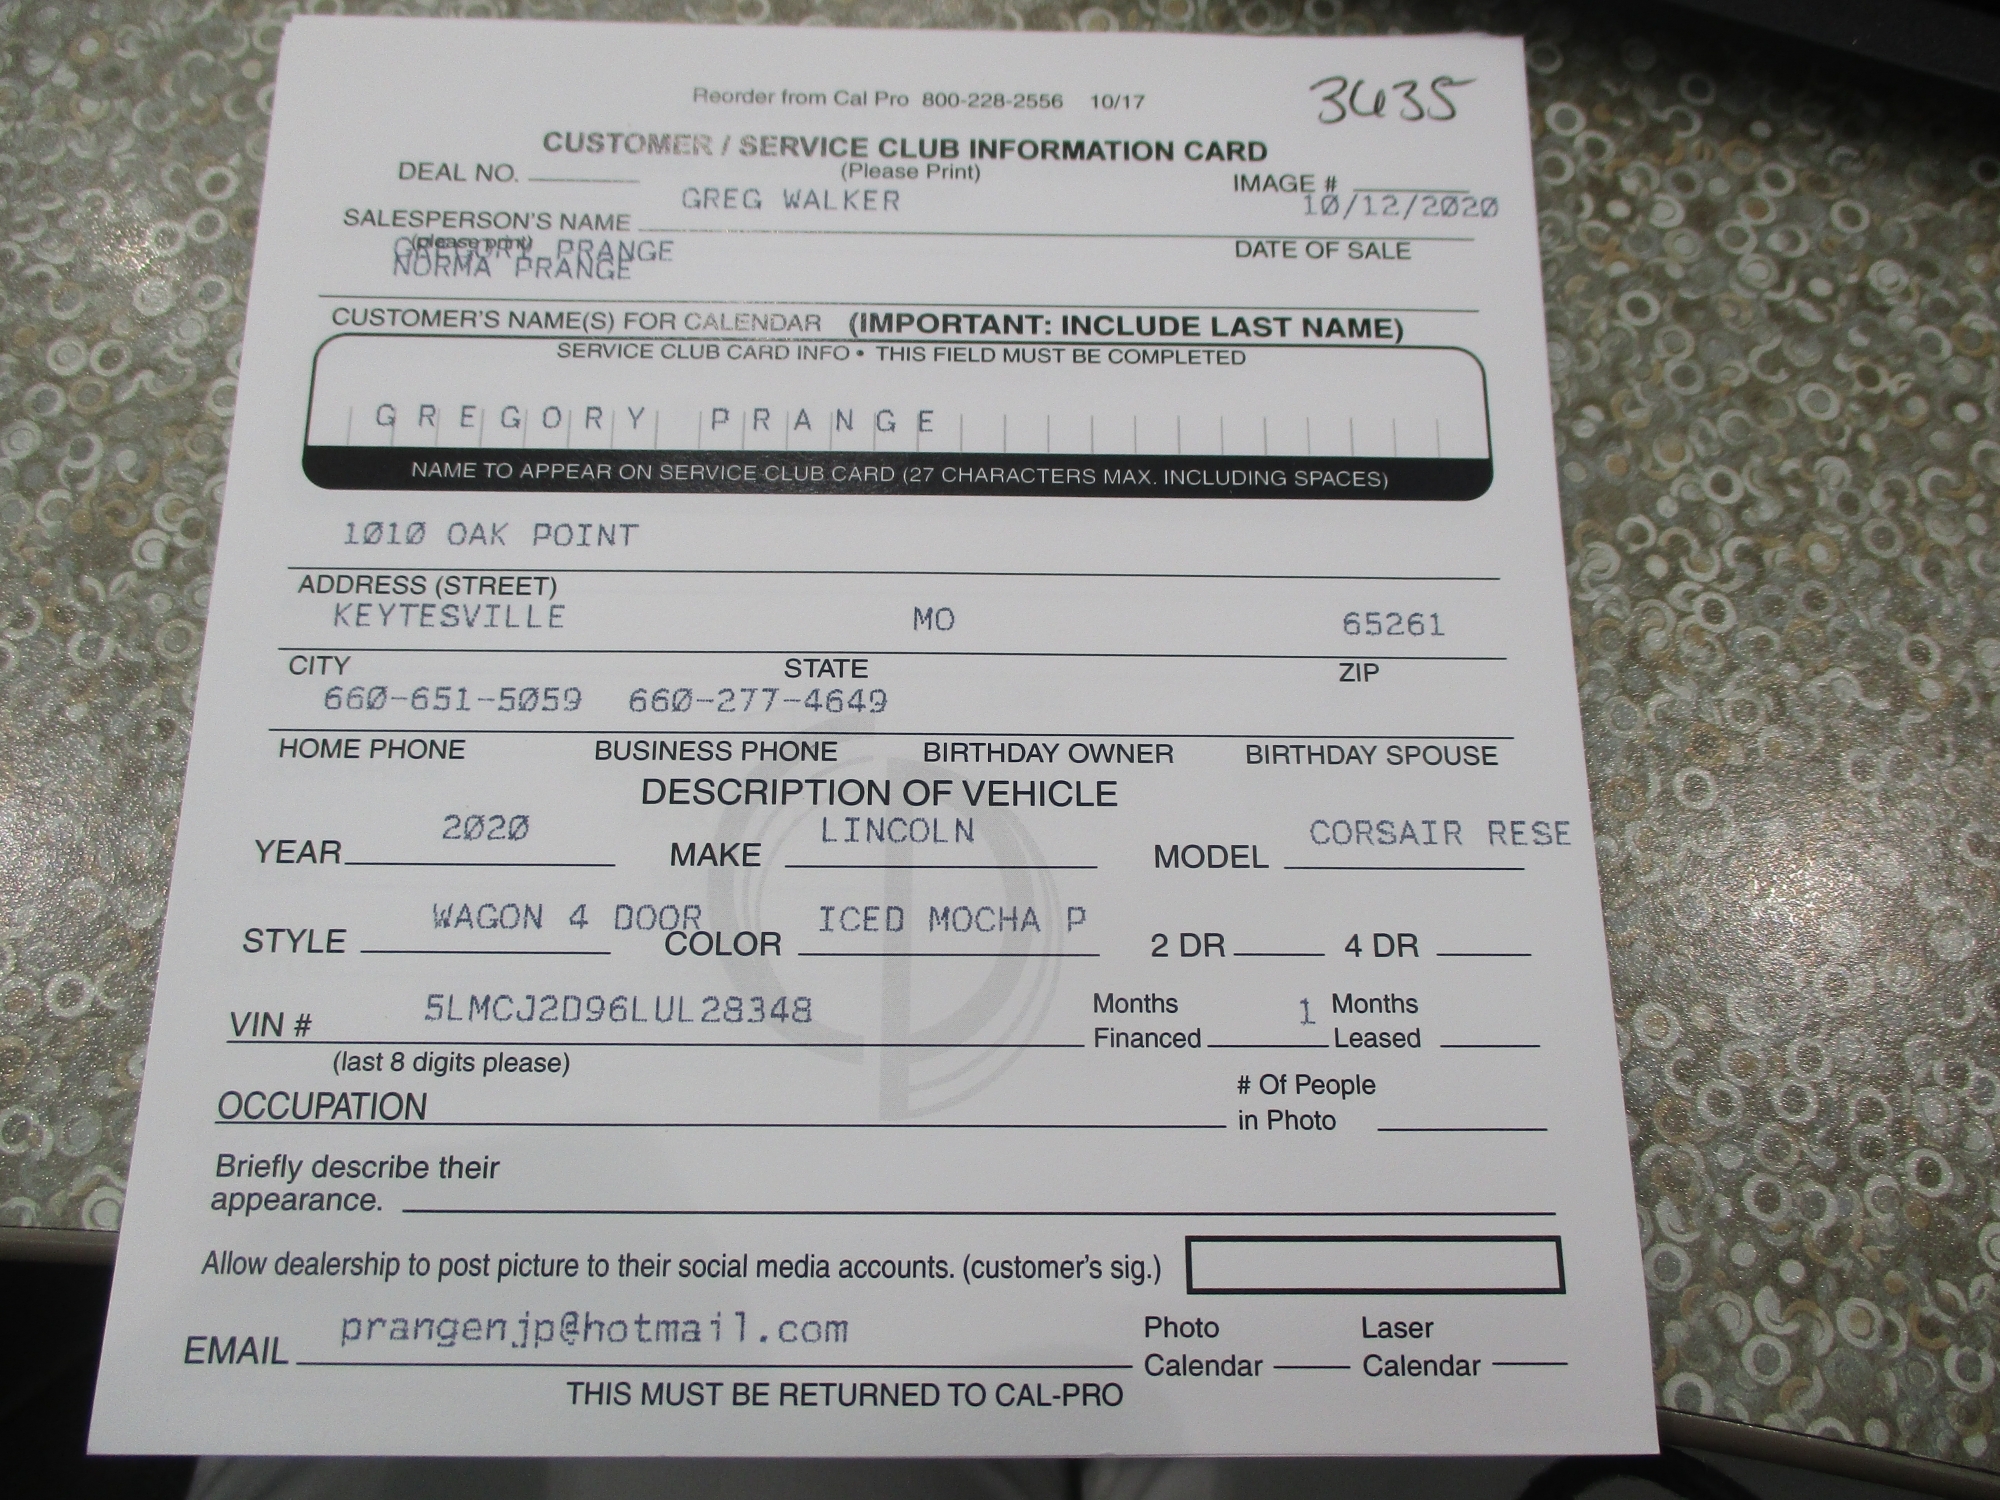 Reorder from Cal Pro 800-228-2556 10/17
3635
CUSTOMER / SERVICE CLUB INFORMATION CARD
DEAL NO. (Please Print) IMAGE #
GREG WALKER 10/12/2020
SALESPERSON'S NAME
(please print) DATE OF SALE
GREGORY PRANGE
NORMA PRANGE
CUSTOMER'S NAME(S) FOR CALENDAR (IMPORTANT: INCLUDE LAST NAME)
SERVICE CLUB CARD INFO • THIS FIELD MUST BE COMPLETED
GREGORY PRANGE
NAME TO APPEAR ON SERVICE CLUB CARD (27 CHARACTERS MAX. INCLUDING SPACES)
1010 OAK POINT
ADDRESS (STREET)
KEYTESVILLE MO 65261
CITY STATE ZIP
660-651-5059 660-277-4649
HOME PHONE BUSINESS PHONE BIRTHDAY OWNER BIRTHDAY SPOUSE
DESCRIPTION OF VEHICLE
YEAR 2020 MAKE LINCOLN MODEL CORSAIR RESE
STYLE WAGON 4 DOOR COLOR ICED MOCHA P 2 DR 4 DR
VIN # 5LMCJ2D96LUL28348 Months Financed 1 Months Leased
(last 8 digits please)
OCCUPATION # Of People in Photo
Briefly describe their
appearance.
Allow dealership to post picture to their social media accounts. (customer's sig.)
EMAIL prangenjp@hotmail.com Photo Calendar Laser Calendar
THIS MUST BE RETURNED TO CAL-PRO